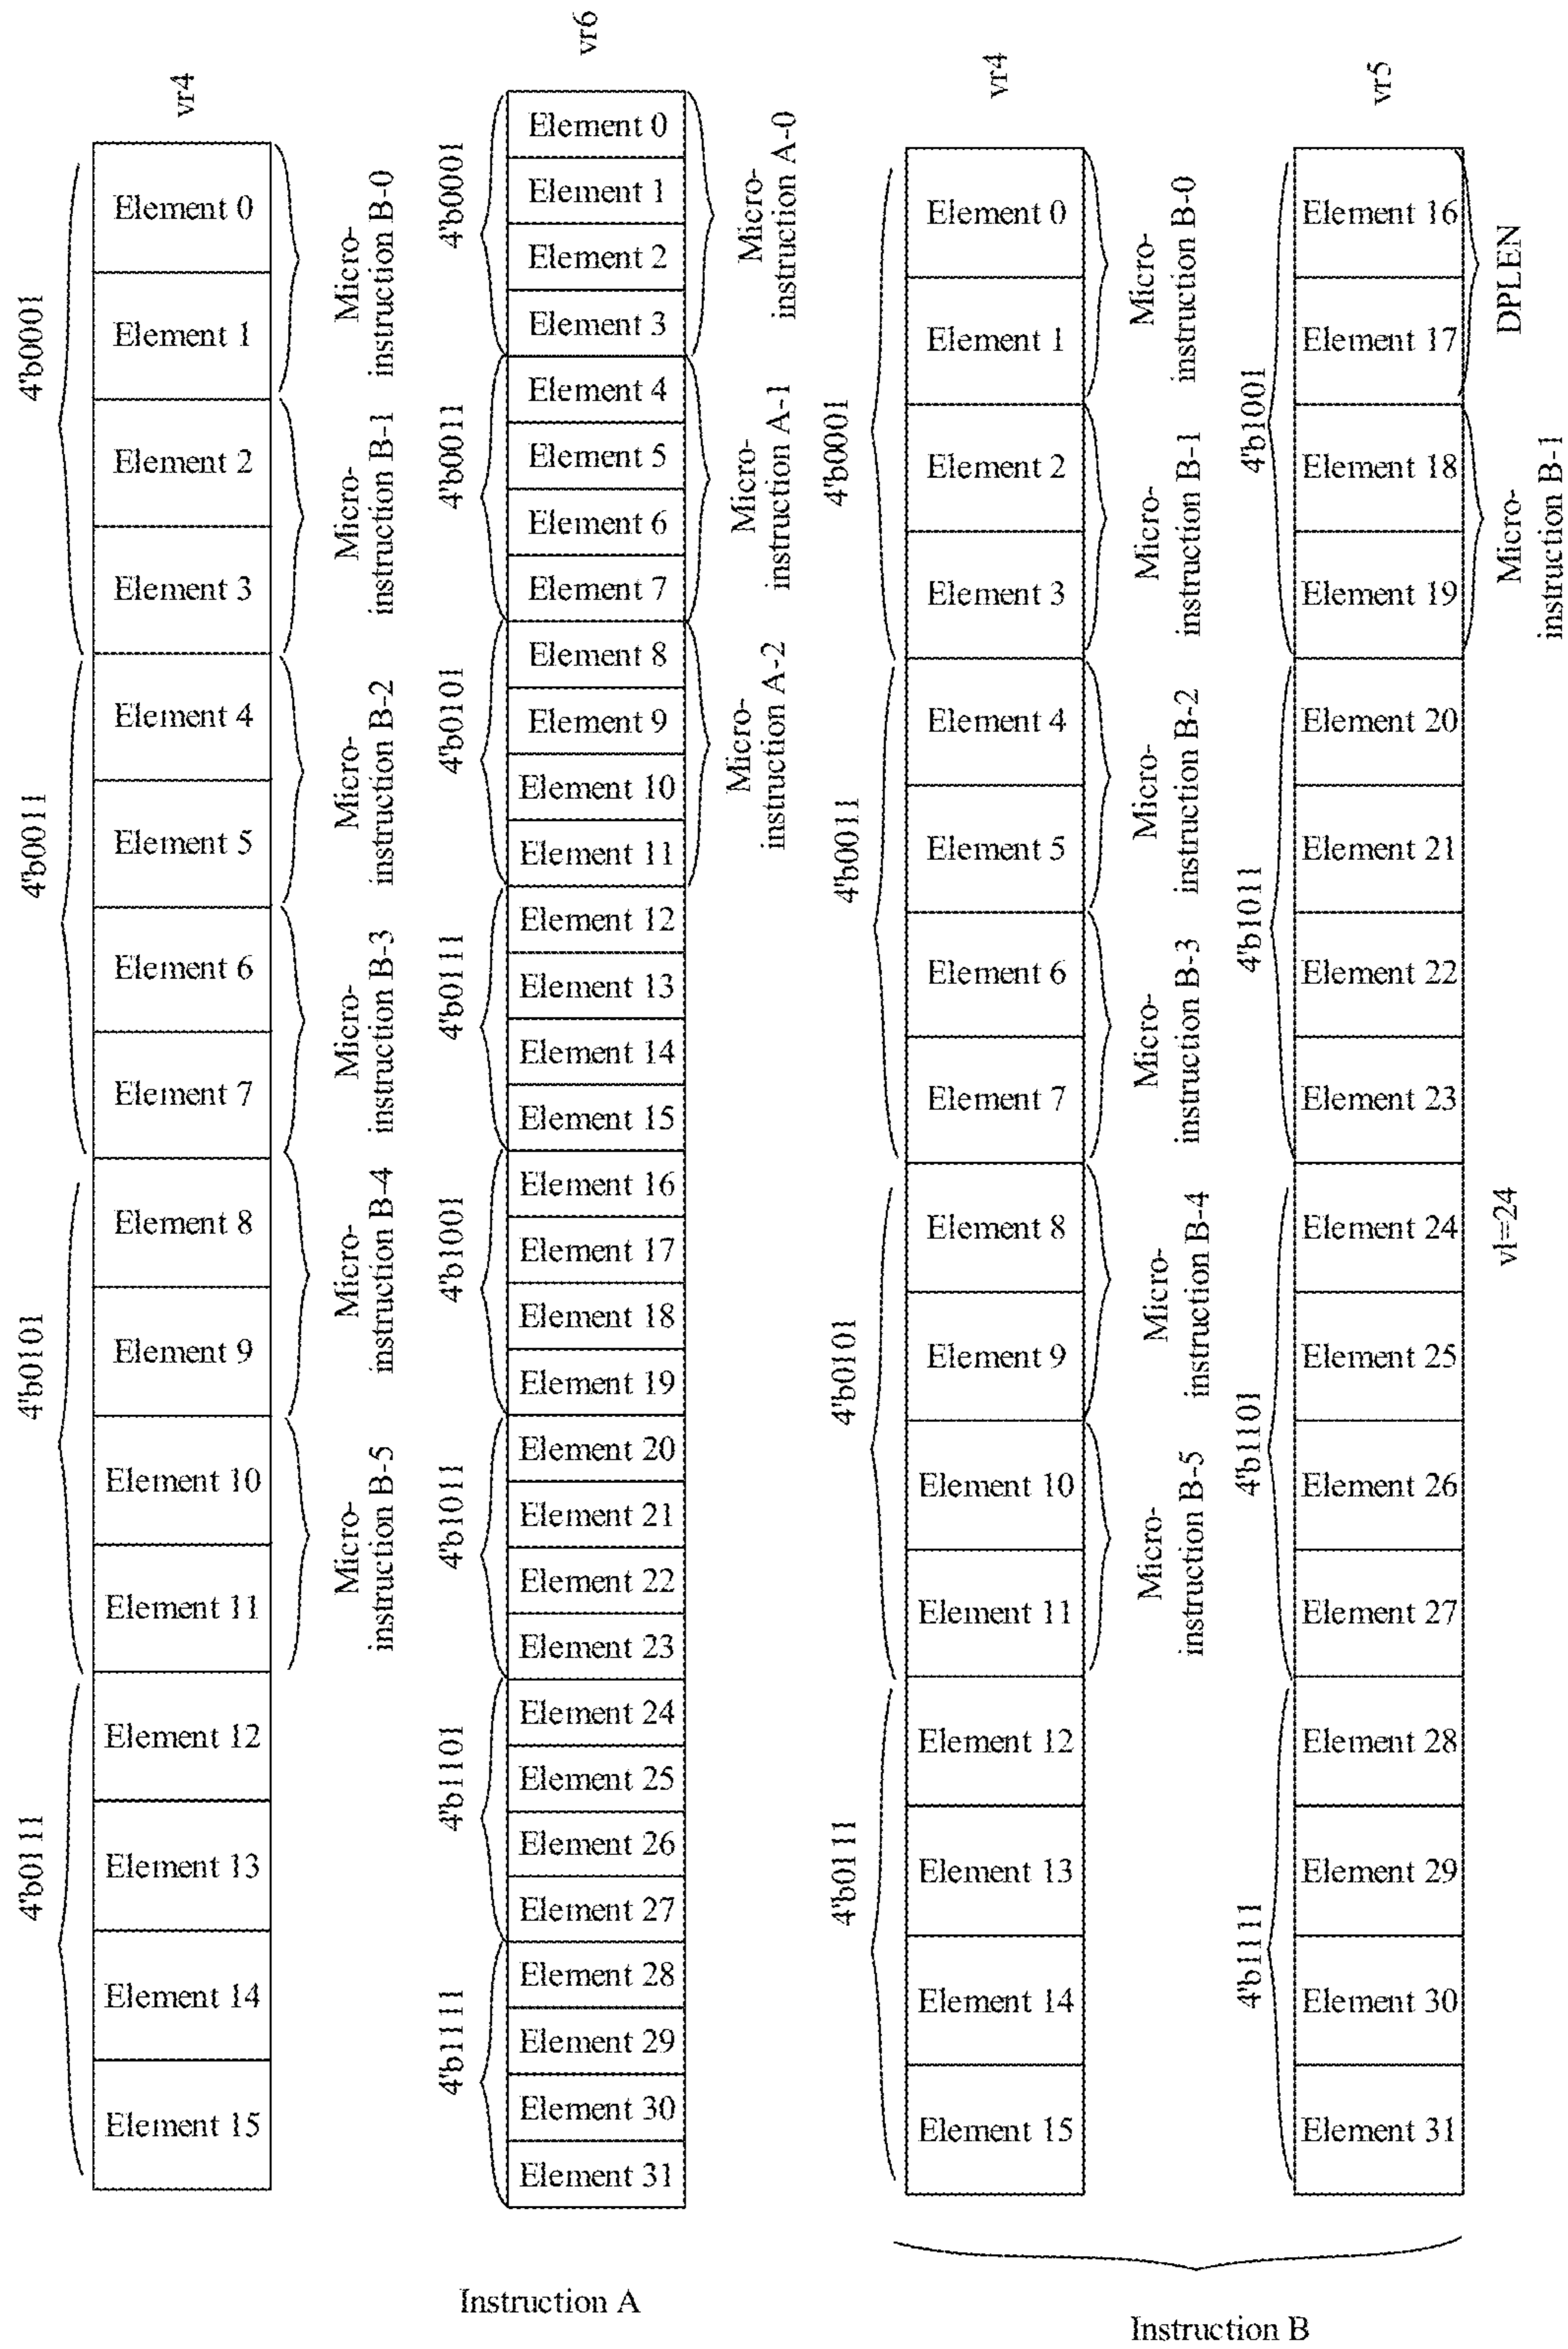 vr4
4'b0001
4'b0011
4'b0101
4'b0111
Element 0
Element 1
Element 2
Element 3
Element 4
Element 5
Element 6
Element 7
Element 8
Element 9
Element 10
Element 11
Element 12
Element 13
Element 14
Element 15
Micro-
instruction B-0
Micro-
instruction B-1
Micro-
instruction B-2
Micro-
instruction B-3
Micro-
instruction B-4
Micro-
instruction B-5
vr6
4'b0001
4'b0011
4'b0101
4'b0111
4'b1001
4'b1011
4'b1101
4'b1111
Element 0
Element 1
Element 2
Element 3
Element 4
Element 5
Element 6
Element 7
Element 8
Element 9
Element 10
Element 11
Element 12
Element 13
Element 14
Element 15
Element 16
Element 17
Element 18
Element 19
Element 20
Element 21
Element 22
Element 23
Element 24
Element 25
Element 26
Element 27
Element 28
Element 29
Element 30
Element 31
Micro-
instruction A-0
Micro-
instruction A-1
Micro-
instruction A-2
Instruction A
vr4
4'b0001
4'b0011
4'b0101
4'b0111
Element 0
Element 1
Element 2
Element 3
Element 4
Element 5
Element 6
Element 7
Element 8
Element 9
Element 10
Element 11
Element 12
Element 13
Element 14
Element 15
Micro-
instruction B-0
Micro-
instruction B-1
Micro-
instruction B-2
Micro-
instruction B-3
Micro-
instruction B-4
Micro-
instruction B-5
vr5
4'b1001
4'b1011
4'b1101
4'b1111
Element 16
Element 17
Element 18
Element 19
Element 20
Element 21
Element 22
Element 23
Element 24
Element 25
Element 26
Element 27
Element 28
Element 29
Element 30
Element 31
DPLEN
Micro-
instruction B-1
vl=24
Instruction B